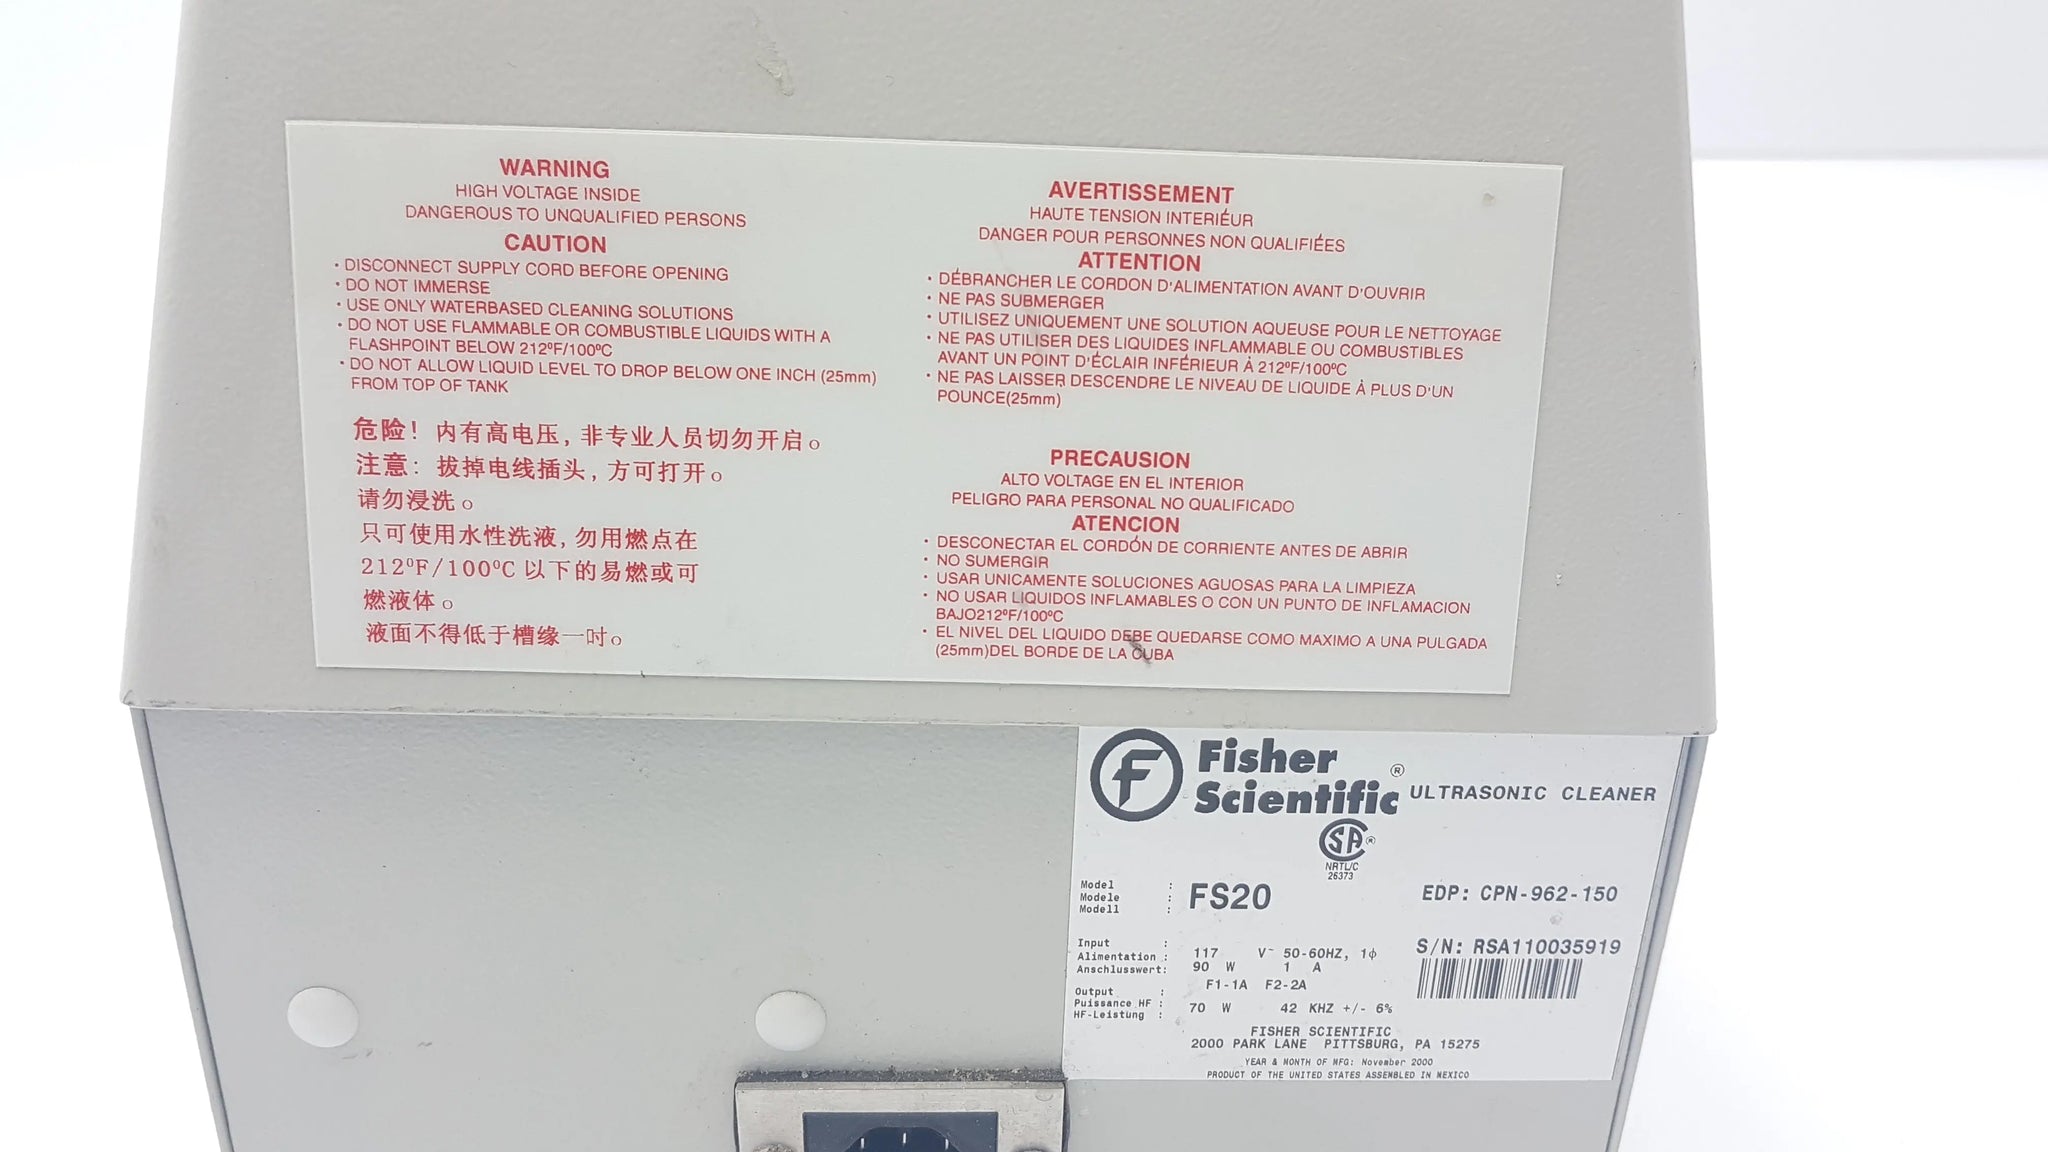 WARNING
HIGH VOLTAGE INSIDE
DANGEROUS TO UNQUALIFIED PERSONS
CAUTION
• DISCONNECT SUPPLY CORD BEFORE OPENING
• DO NOT IMMERSE
• USE ONLY WATERBASED CLEANING SOLUTIONS
• DO NOT USE FLAMMABLE OR COMBUSTIBLE LIQUIDS WITH A
FLASHPOINT BELOW 212ºF/100ºC
• DO NOT ALLOW LIQUID LEVEL TO DROP BELOW ONE INCH (25mm)
FROM TOP OF TANK
危险！内有高电压，非专业人员切勿开启。
注意：拔掉电线插头，方可打开。
请勿浸洗。
只可使用水性洗液，勿用燃点在
212ºF/100ºC 以下的易燃或可
燃液体。
液面不得低于槽缘一吋。
AVERTISSEMENT
HAUTE TENSION INTERIÉUR
DANGER POUR PERSONNES NON QUALIFIÉES
ATTENTION
• DÉBRANCHER LE CORDON D'ALIMENTATION AVANT D'OUVRIR
• NE PAS SUBMERGER
• UTILISEZ UNIQUEMENT UNE SOLUTION AQUEUSE POUR LE NETTOYAGE
• NE PAS UTILISER DES LIQUIDES INFLAMMABLE OU COMBUSTIBLES
AVANT UN POINT D'ÉCLAIR INFÉRIEUR À 212ºF/100ºC
• NE PAS LAISSER DESCENDRE LE NIVEAU DE LIQUIDE À PLUS D'UN
POUNCE(25mm)
PRECAUSION
ALTO VOLTAGE EN EL INTERIOR
PELIGRO PARA PERSONAL NO QUALIFICADO
ATENCION
• DESCONECTAR EL CORDÓN DE CORRIENTE ANTES DE ABRIR
• NO SUMERGIR
• USAR UNICAMENTE SOLUCIONES AGUOSAS PARA LA LIMPIEZA
• NO USAR LIQUIDOS INFLAMABLES O CON UN PUNTO DE INFLAMACION
BAJO212ºF/100ºC
• EL NIVEL DEL LIQUIDO DEBE QUEDARSE COMO MAXIMO A UNA PULGADA
(25mm)DEL BORDE DE LA CUBA
Fisher
Scientific ® ULTRASONIC CLEANER
SA ®
NRTL/C
26373
Model :
Modele : FS20 EDP: CPN-962-150
Modell :
S/N: RSA110035919
Input :
Alimentation : 117 V~ 50-60HZ, 1ϕ
Anschlusswert: 90 W 1 A
F1-1A F2-2A
Output :
Puissance HF : 70 W 42 KHZ +/- 6%
HF-Leistung :
FISHER SCIENTIFIC
2000 PARK LANE PITTSBURG, PA 15275
YEAR & MONTH OF MFG: November 2000
PRODUCT OF THE UNITED STATES ASSEMBLED IN MEXICO